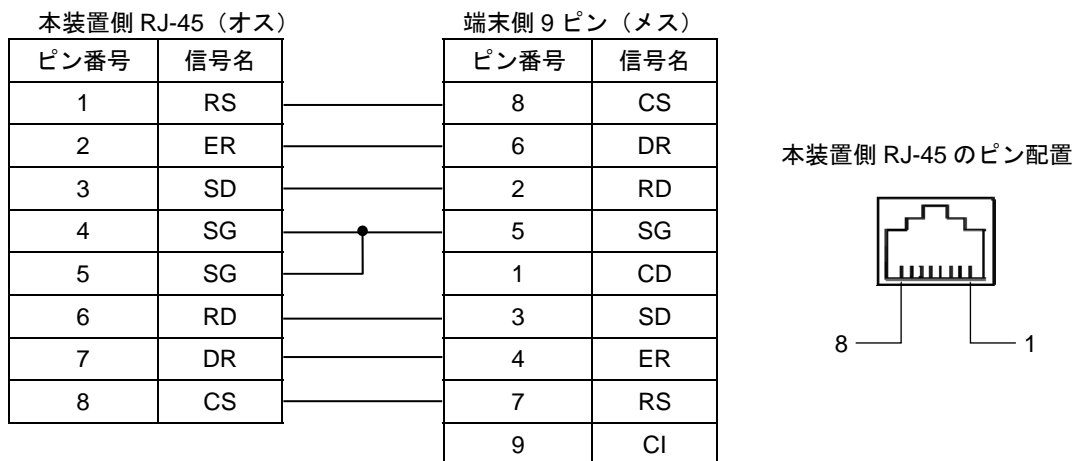 本装置側 RJ-45（オス） 端末側 9 ピン（メス）
ピン番号 信号名 ピン番号 信号名
1 RS 8 CS
2 ER 6 DR
3 SD 2 RD
4 SG 5 SG
5 SG 1 CD
6 RD 3 SD
7 DR 4 ER
8 CS 7 RS
9 CI
本装置側 RJ-45 のピン配置
8 1